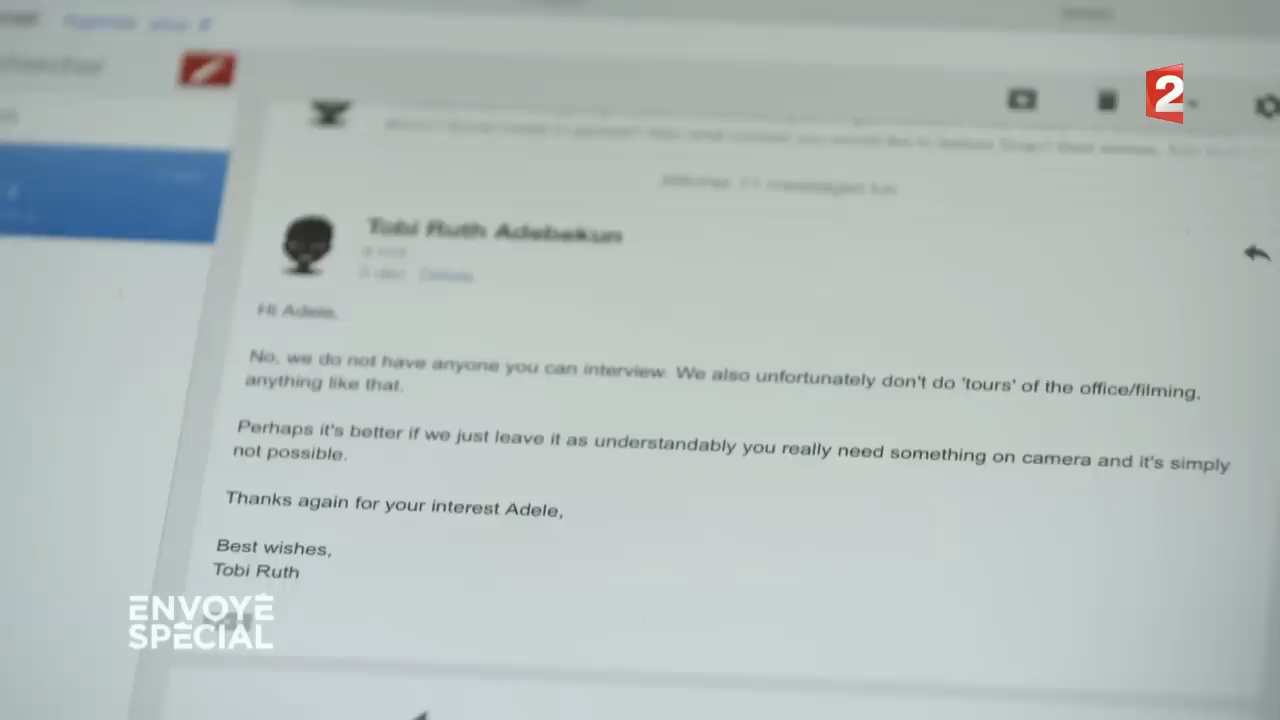 2
Tobi Ruth Adebekun
Hi Adele,
No, we do not have anyone you can interview. We also unfortunately don't do 'tours' of the office/filming,
anything like that.
Perhaps it's better if we just leave it as understandably you really need something on camera and it's simply
not possible.
Thanks again for your interest Adele,
Best wishes,
Tobi Ruth
ENVOYÉ
SPÉCIAL